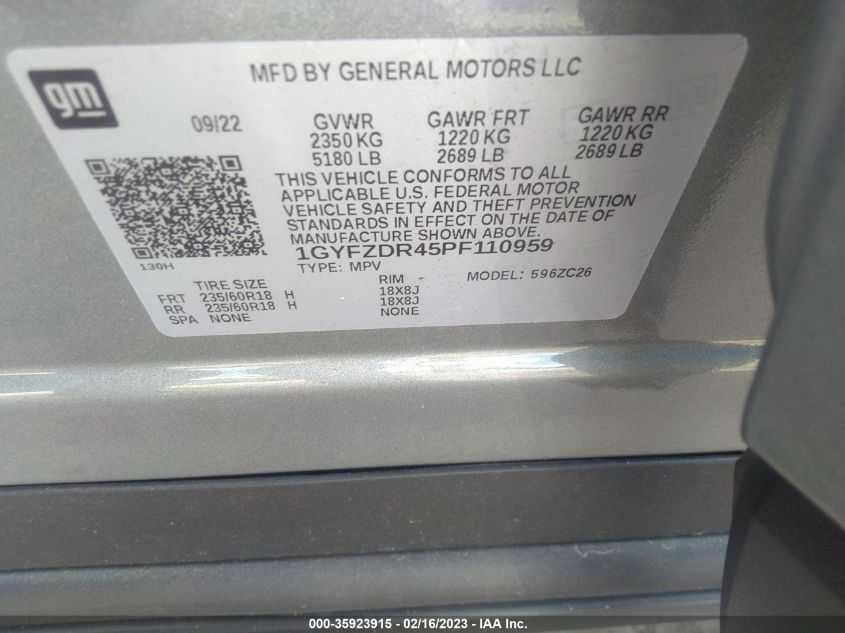 MFD BY GENERAL MOTORS LLC
gm
09/22
GVWR GAWR FRT GAWR RR
2350 KG 1220 KG 1220 KG
5180 LB 2689 LB 2689 LB
THIS VEHICLE CONFORMS TO ALL
APPLICABLE U.S. FEDERAL MOTOR
VEHICLE SAFETY AND THEFT PREVENTION
STANDARDS IN EFFECT ON THE DATE OF
MANUFACTURE SHOWN ABOVE.
1GYFZDR45PF110959
130H
TYPE: MPV MODEL: 596ZC26
TIRE SIZE RIM
FRT 235/60R18 H 18X8J
RR 235/60R18 H 18X8J
SPA NONE NONE
000-35923915 - 02/16/2023 - IAA Inc.